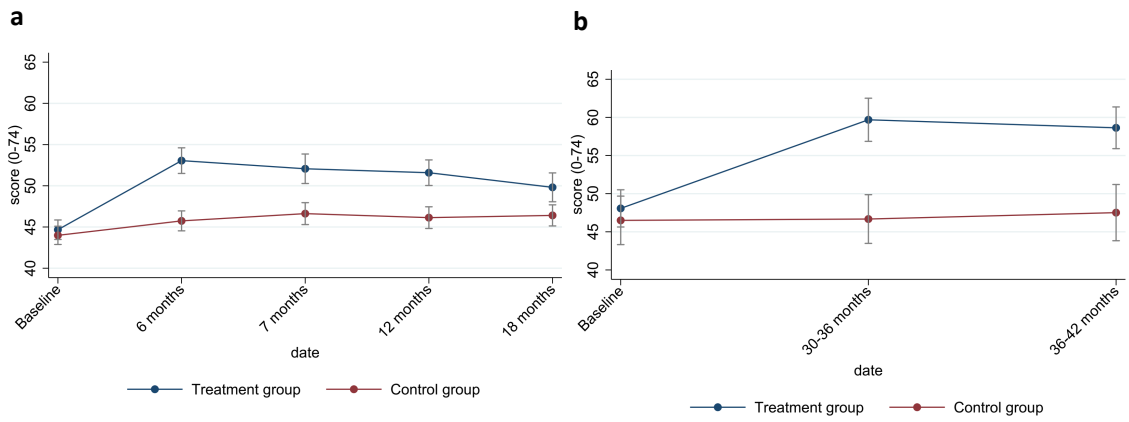 a
score (0-74)
65
60
55
50
45
40
Baseline
6 months
7 months
12 months
18 months
date
Treatment group
Control group
b
score (0-74)
65
60
55
50
45
40
Baseline
30-36 months
36-42 months
date
Treatment group
Control group